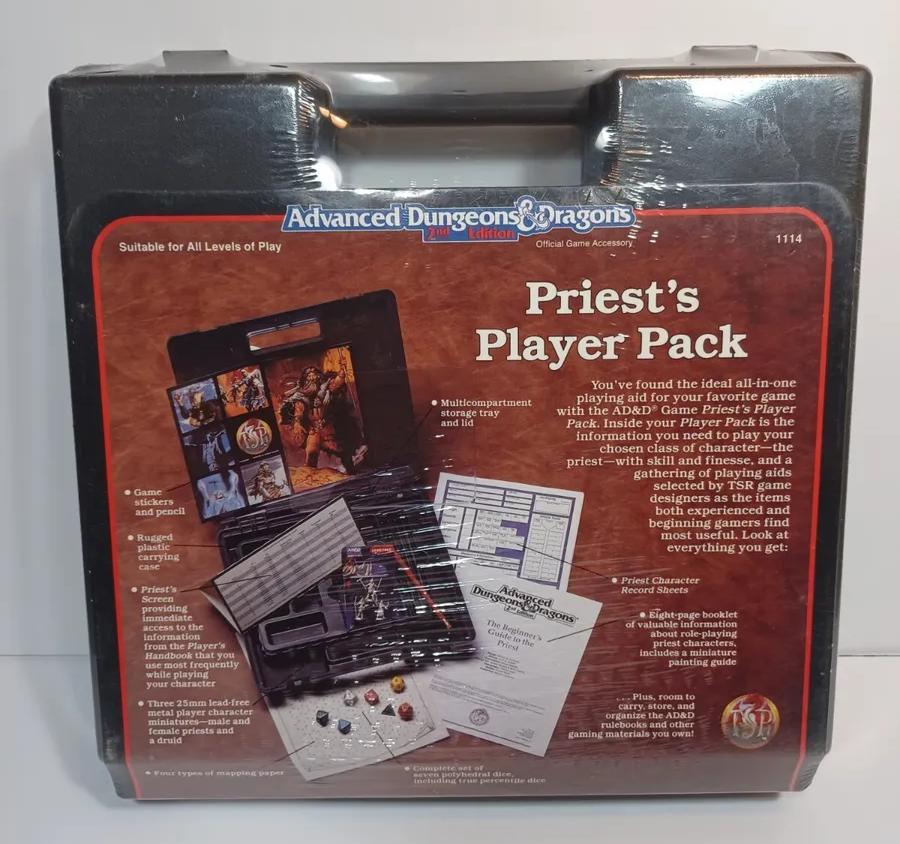 Advanced Dungeons & Dragons
2nd Edition
Suitable for All Levels of Play
Official Game Accessory
1114
Priest's
Player Pack
You've found the ideal all-in-one
playing aid for your favorite game
with the AD&D® Game Priest's Player
Pack. Inside your Player Pack is the
information you need to play your
chosen class of character—the
priest—with skill and finesse, and a
gathering of playing aids
selected by TSR game
designers as the items
both experienced and
beginning gamers find
most useful. Look at
everything you get:
• Multicompartment
storage tray
and lid
• Game
stickers
and pencil
• Rugged
plastic
carrying
case
• Priest's
Screen
providing
immediate
access to the
information
from the Player's
Handbook that you
use most frequently
while playing
your character
• Three 25mm lead-free
metal player character
miniatures—male and
female priests and
a druid
• Four types of mapping paper
• Complete set of
seven polyhedral dice,
including true percentile dice
• Priest Character
Record Sheets
• Eight-page booklet
of valuable information
about role-playing
priest characters,
includes a miniature
painting guide
. . . Plus, room to
carry, store, and
organize the AD&D
rulebooks and other
gaming materials you own!
TSR
TSR
Advanced
Dungeons & Dragons
2nd Edition
The Beginner's
Guide to the
Priest